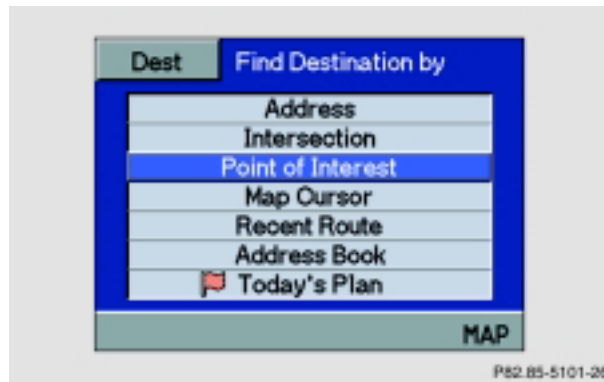 Dest Find Destination by
Address
Intersection
Point of Interest
Map Cursor
Recent Route
Address Book
Today's Plan
MAP
P82.85-5101-26